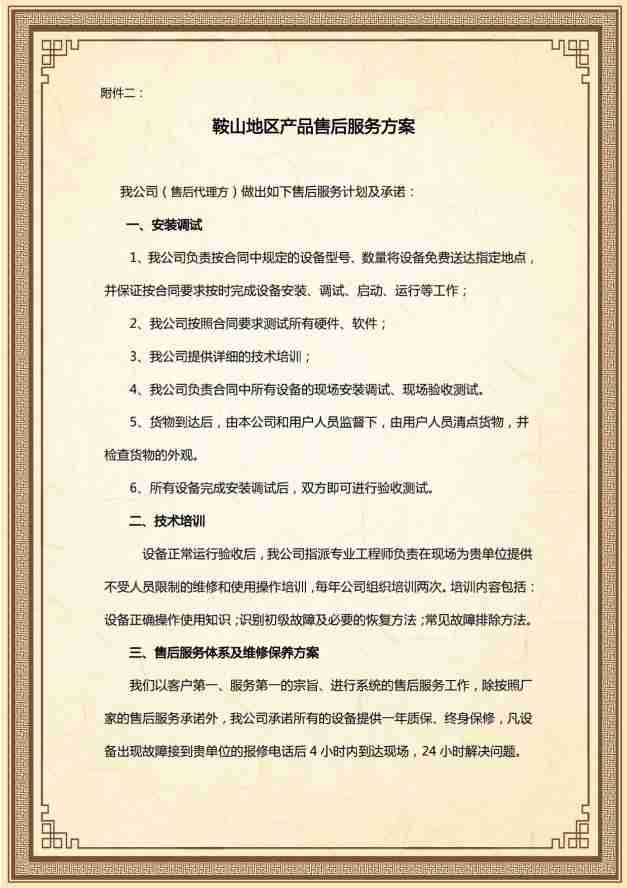 附件二：
鞍山地区产品售后服务方案
我公司（售后代理方）做出如下售后服务计划及承诺：
一、安装调试
1、我公司负责按合同中规定的设备型号、数量将设备免费送达指定地点，
并保证按合同要求按时完成设备安装、调试、启动、运行等工作；
2、我公司按照合同要求测试所有硬件、软件；
3、我公司提供详细的技术培训；
4、我公司负责合同中所有设备的现场安装调试、现场验收测试。
5、货物到达后，由本公司和用户人员监督下，由用户人员清点货物，并
检查货物的外观。
6、所有设备完成安装调试后，双方即可进行验收测试。
二、技术培训
设备正常运行验收后，我公司指派专业工程师负责在现场为贵单位提供
不受人员限制的维修和使用操作培训，每年公司组织培训两次。培训内容包括：
设备正确操作使用知识；识别初级故障及必要的恢复方法；常见故障排除方法。
三、售后服务体系及维修保养方案
我们以客户第一、服务第一的宗旨、进行系统的售后服务工作，除按照厂
家的售后服务承诺外，我公司承诺所有的设备提供一年质保、终身保修，凡设
备出现故障接到贵单位的报修电话后 4 小时内到达现场，24 小时解决问题。